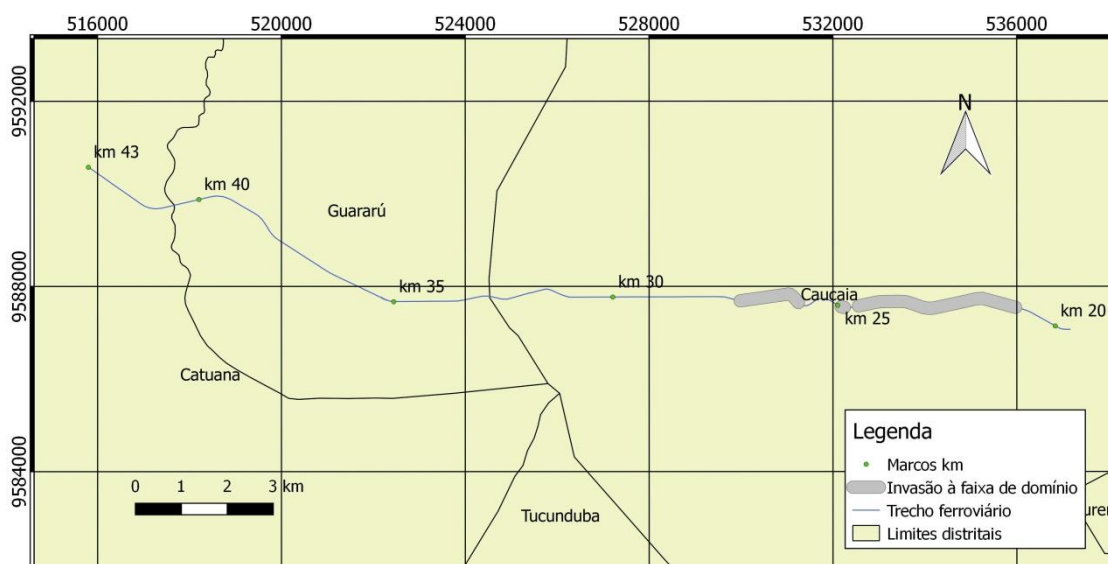 516000 520000 524000 528000 532000 536000
9592000
N
km 43
km 40
Guararú
9588000
km 35
km 30
Caucaia
km 25
km 20
Catuana
Legenda
Marcos km
Invasão à faixa de domínio
Trecho ferroviário
Limites distritais
9584000
0 1 2 3 km
Tucunduba